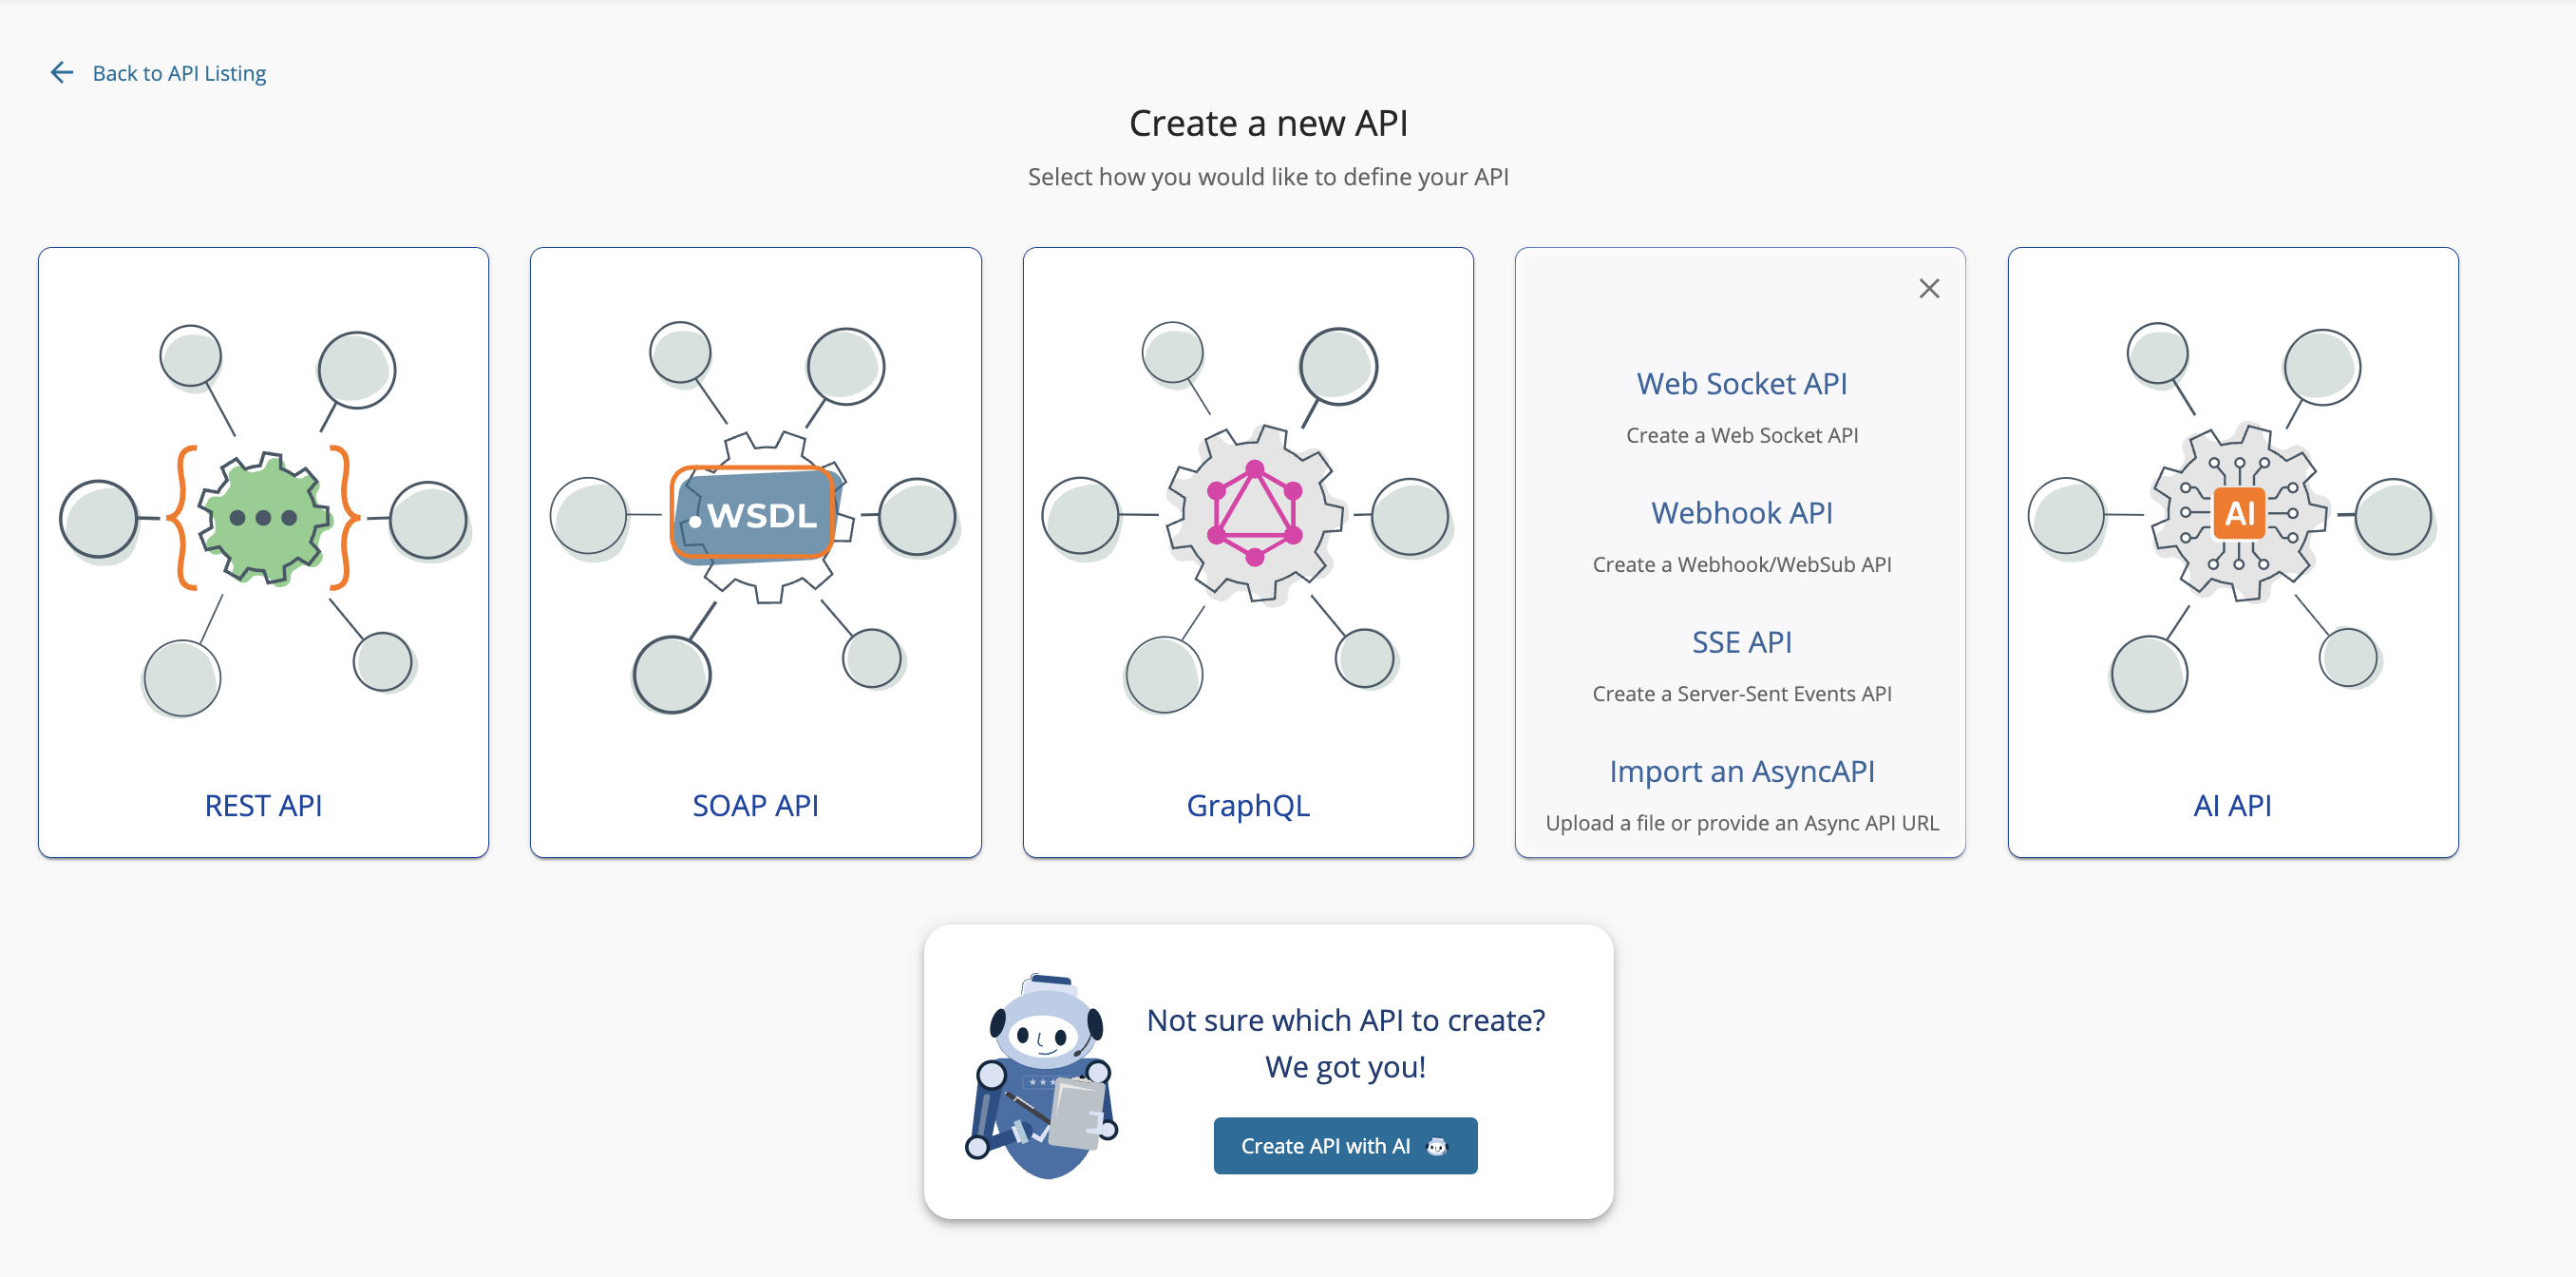 Back to API Listing
Create a new API
Select how you would like to define your API
REST API
.WSDL
SOAP API
GraphQL
Web Socket API
Create a Web Socket API
Webhook API
Create a Webhook/WebSub API
SSE API
Create a Server-Sent Events API
Import an AsyncAPI
Upload a file or provide an Async API URL
AI
AI API
Not sure which API to create?
We got you!
Create API with AI